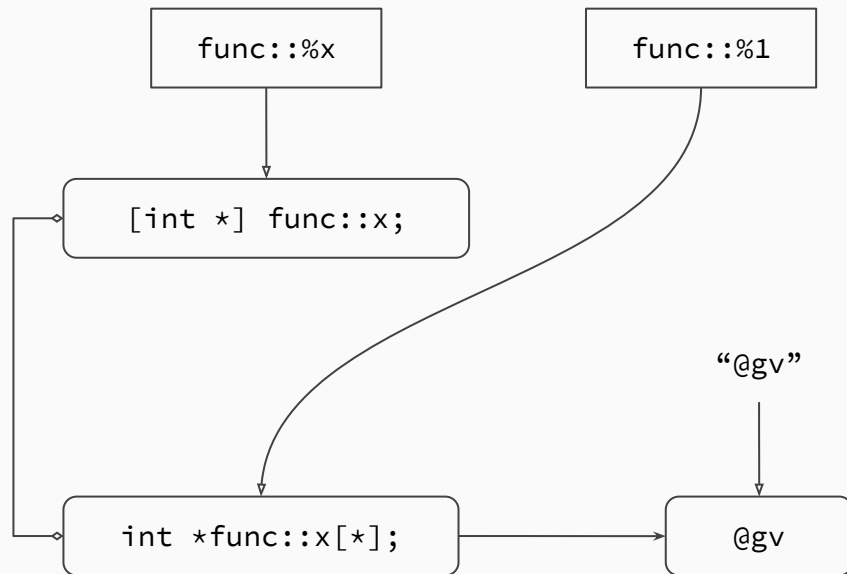 func::%x
func::%1
[int *] func::x;
“@gv”
int *func::x[*];
@gv